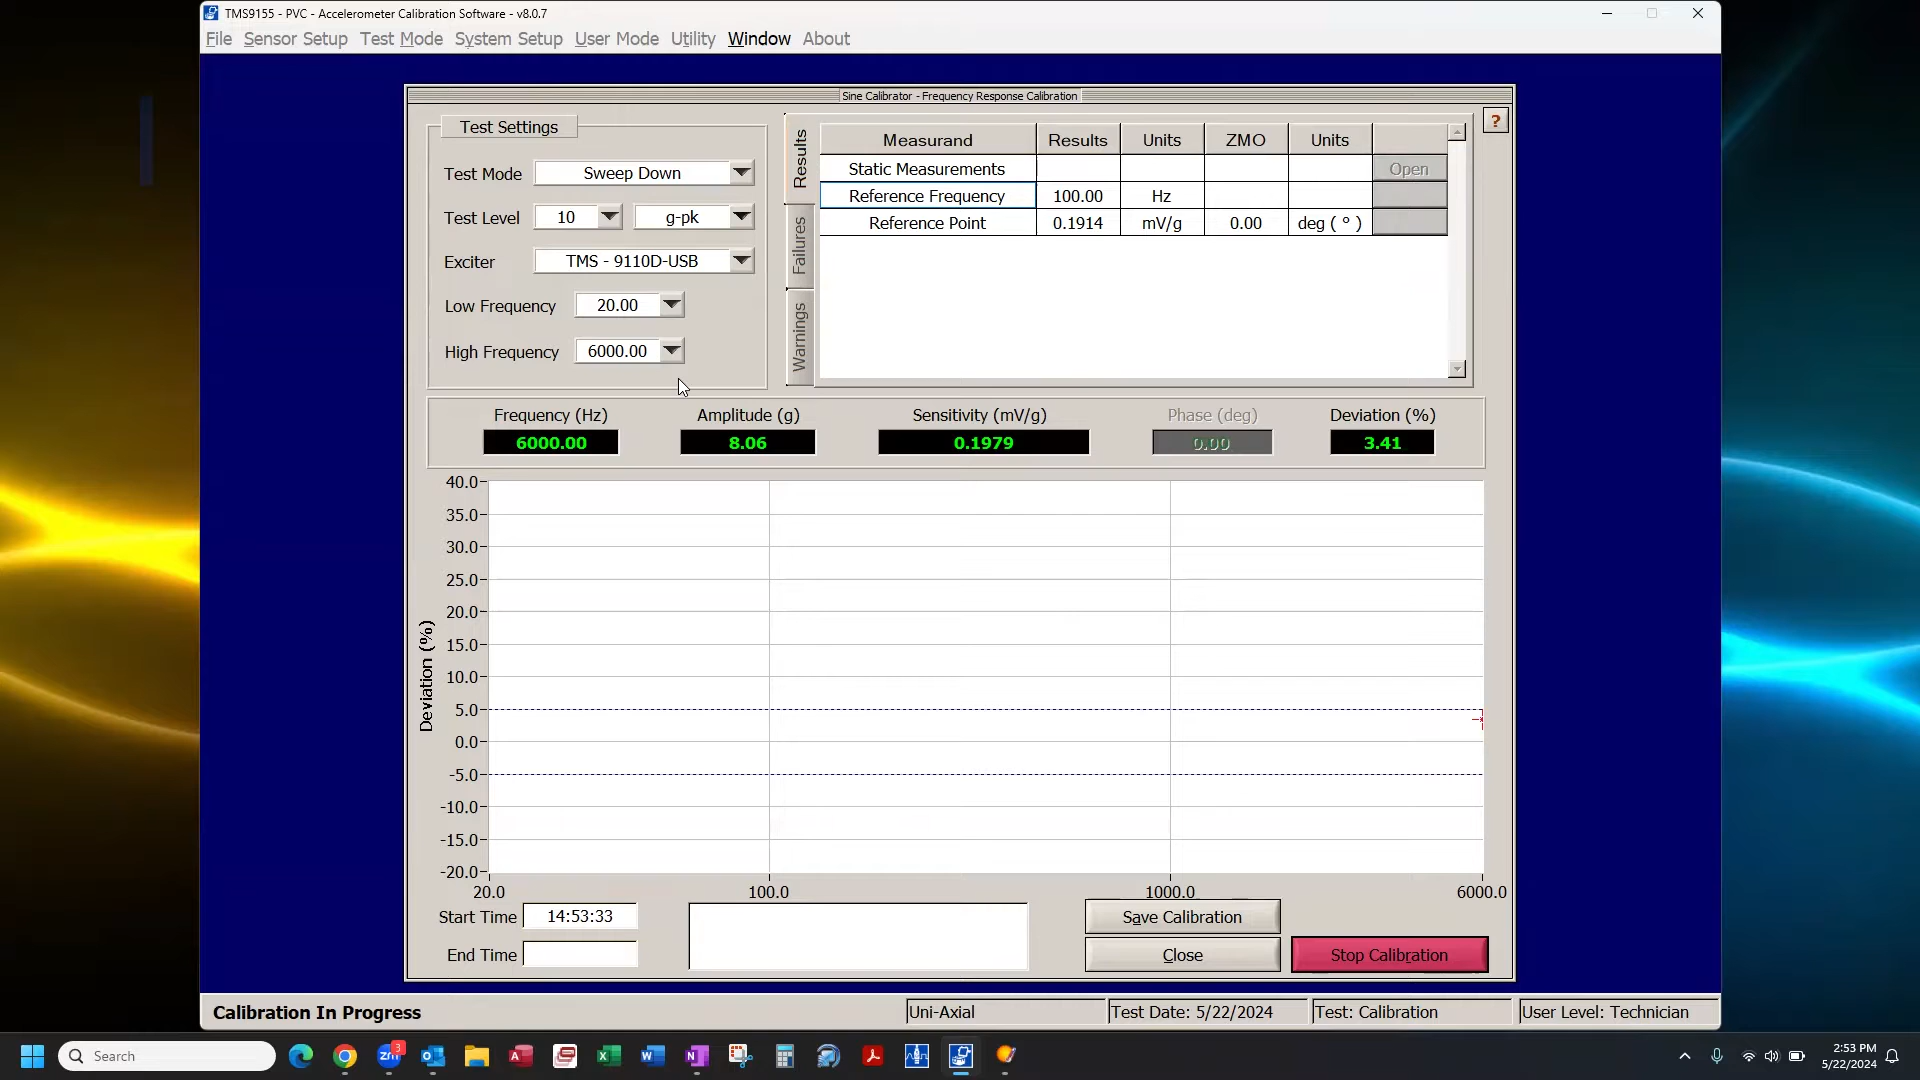 TMS9155 - PVC - Accelerometer Calibration Software - v8.0.7
File Sensor Setup Test Mode System Setup User Mode Utility Window About
Sine Calibrator - Frequency Response Calibration
Test Settings
Test Mode Sweep Down
Test Level 10 g-pk
Exciter TMS - 9110D-USB
Low Frequency 20.00
High Frequency 6000.00
Results
Failures
Warnings
Measurand Results Units ZMO Units
Static Measurements Open
Reference Frequency 100.00 Hz
Reference Point 0.1914 mV/g 0.00 deg ( ° )
?
Frequency (Hz) Amplitude (g) Sensitivity (mV/g) Phase (deg) Deviation (%)
6000.00 8.06 0.1979 0.00 3.41
Deviation (%)
40.0
35.0
30.0
25.0
20.0
15.0
10.0
5.0
0.0
-5.0
-10.0
-15.0
-20.0
20.0 100.0 1000.0 6000.0
Start Time 14:53:33
End Time
Save Calibration
Close
Stop Calibration
Calibration In Progress Uni-Axial Test Date: 5/22/2024 Test: Calibration User Level: Technician
Search
zm
3
2:53 PM
5/22/2024